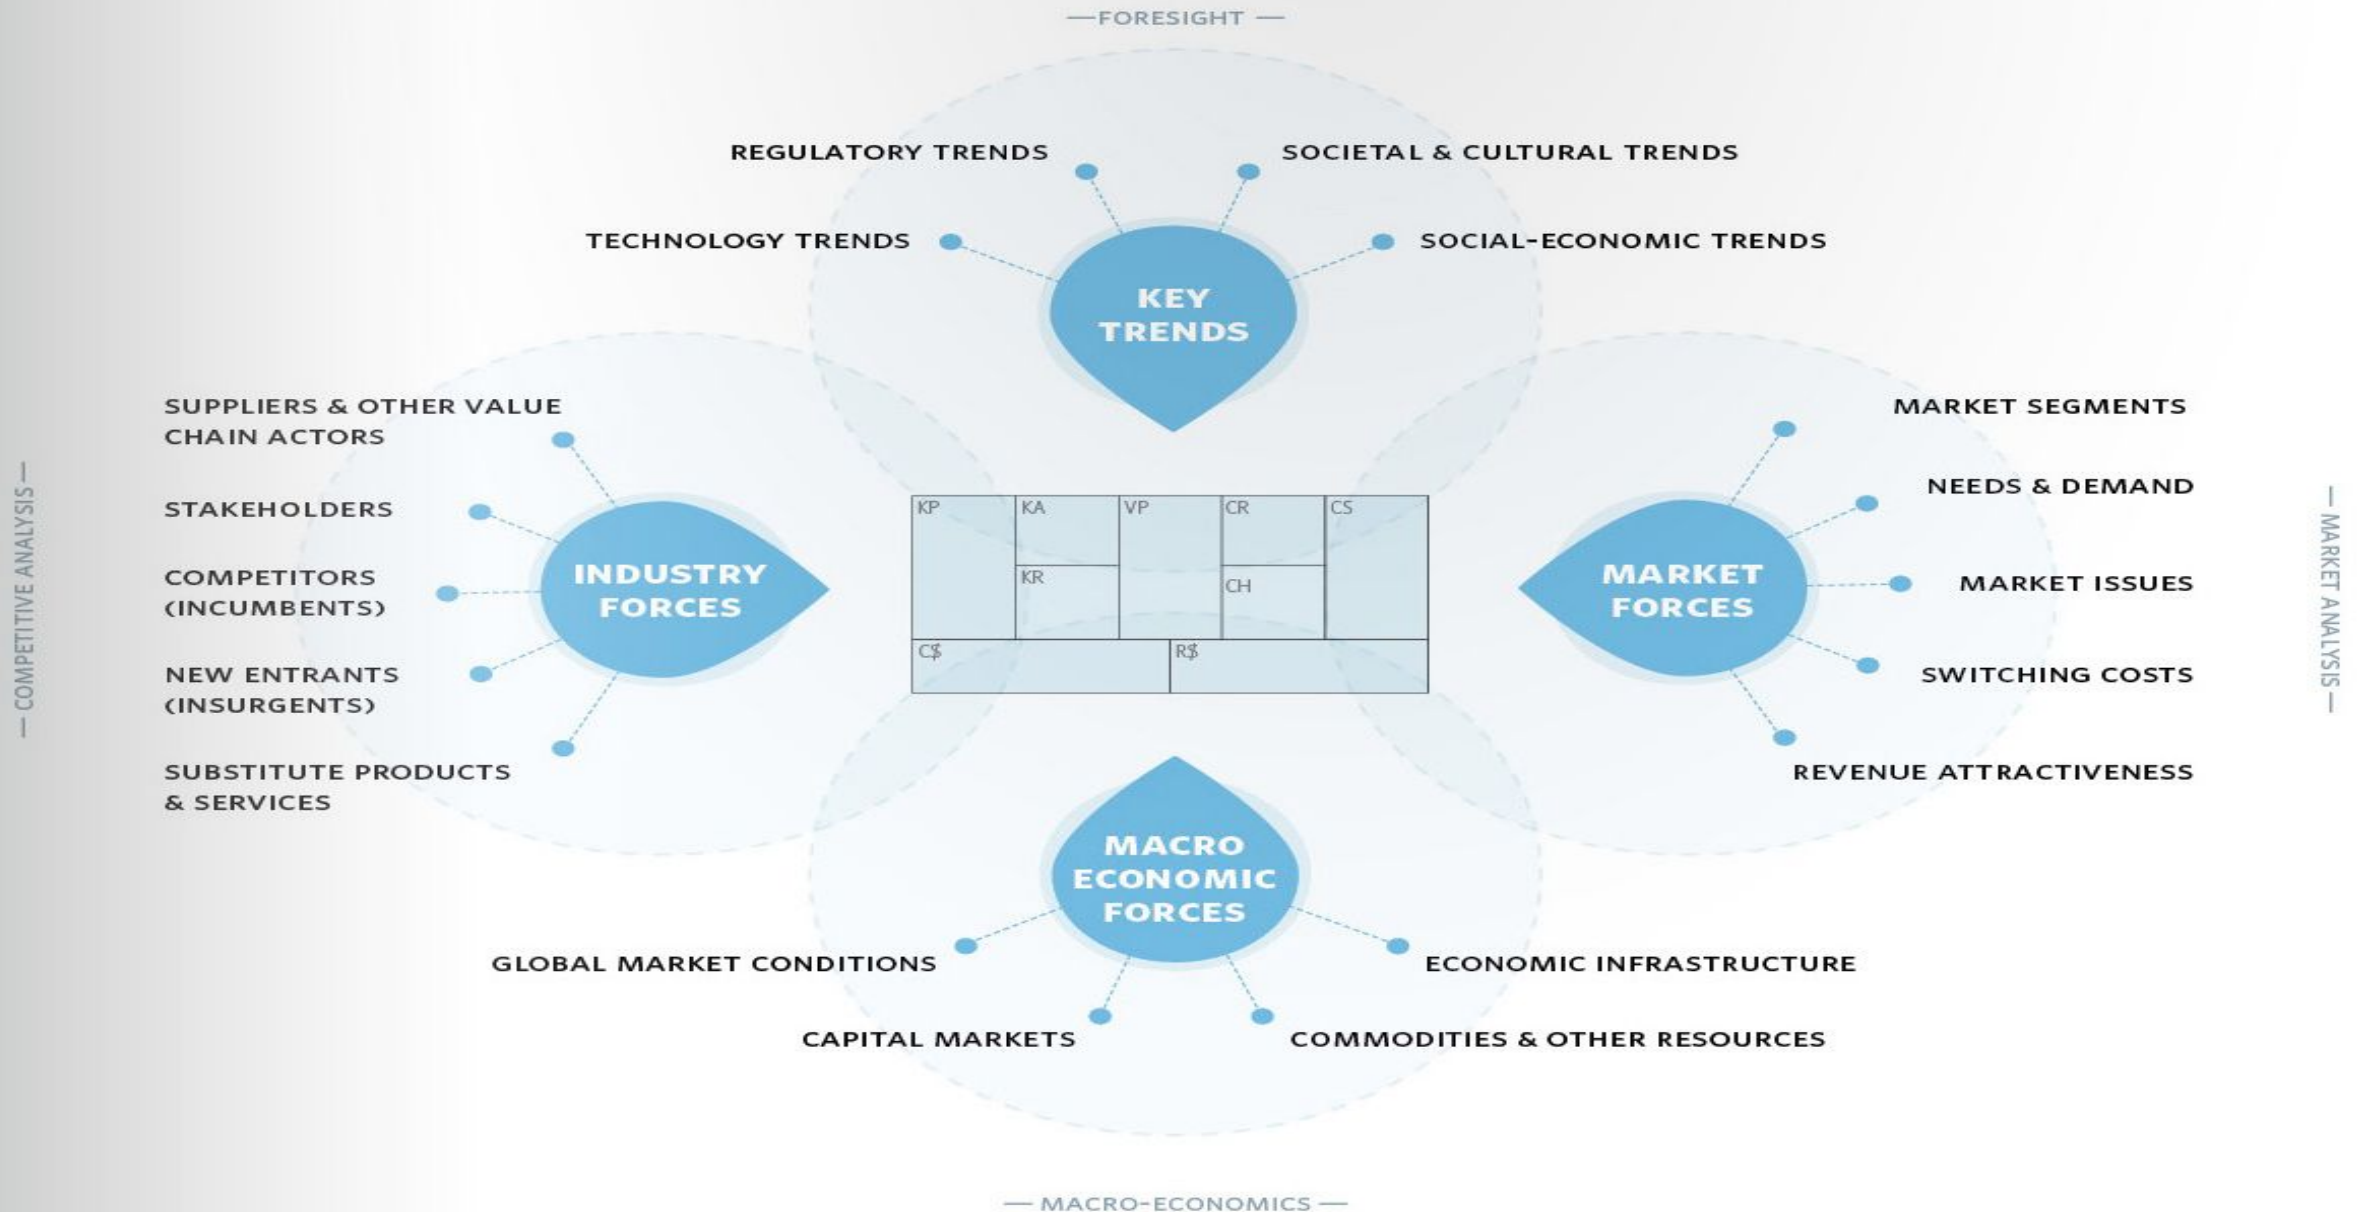 —FORESIGHT —
REGULATORY TRENDS
SOCIETAL & CULTURAL TRENDS
TECHNOLOGY TRENDS
SOCIAL-ECONOMIC TRENDS
KEY
TRENDS
— COMPETITIVE ANALYSIS —
SUPPLIERS & OTHER VALUE
CHAIN ACTORS
STAKEHOLDERS
COMPETITORS
(INCUMBENTS)
NEW ENTRANTS
(INSURGENTS)
SUBSTITUTE PRODUCTS
& SERVICES
INDUSTRY
FORCES
KP
KA
VP
CR
CS
KR
CH
C$
R$
MARKET
FORCES
MARKET SEGMENTS
NEEDS & DEMAND
MARKET ISSUES
SWITCHING COSTS
REVENUE ATTRACTIVENESS
— MARKET ANALYSIS —
MACRO
ECONOMIC
FORCES
GLOBAL MARKET CONDITIONS
ECONOMIC INFRASTRUCTURE
CAPITAL MARKETS
COMMODITIES & OTHER RESOURCES
— MACRO-ECONOMICS —